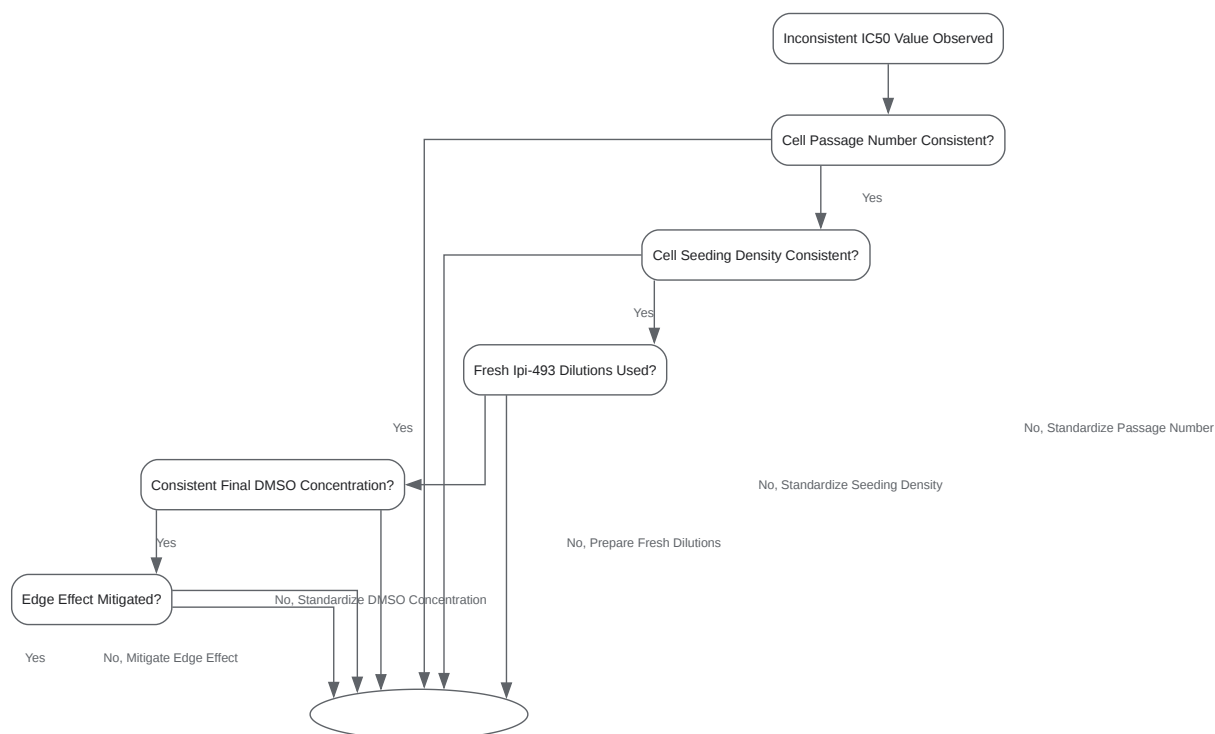 Inconsistent IC50 Value Observed
Cell Passage Number Consistent?
Yes
Cell Seeding Density Consistent?
Yes
Fresh Ipi-493 Dilutions Used?
Yes
No, Standardize Passage Number
Consistent Final DMSO Concentration?
No, Standardize Seeding Density
Yes
No, Prepare Fresh Dilutions
Edge Effect Mitigated?
No, Standardize DMSO Concentration
Yes
No, Mitigate Edge Effect